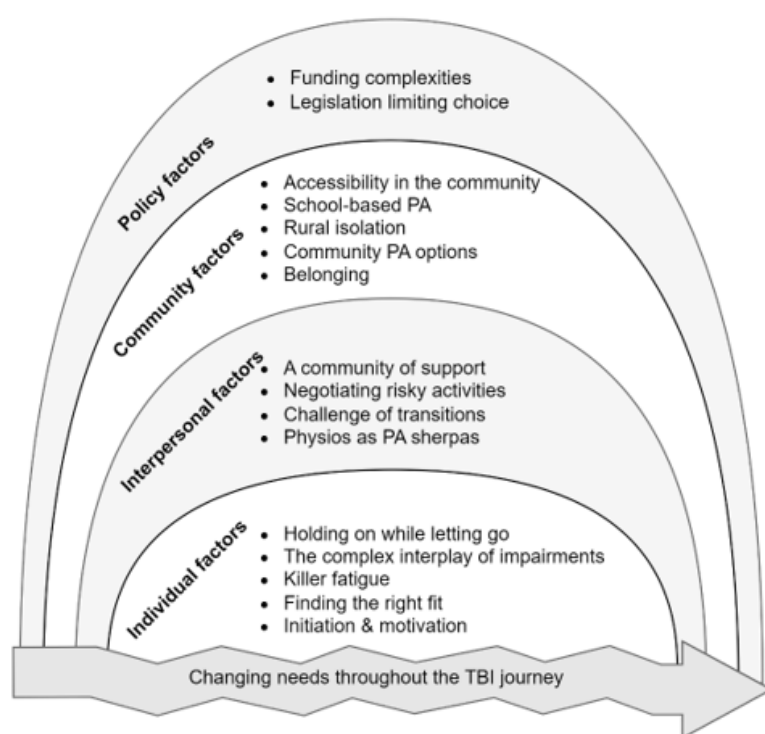 • Funding complexities
• Legislation limiting choice
Policy factors
• Accessibility in the community
• School-based PA
• Rural isolation
• Community PA options
• Belonging
Community factors
• A community of support
• Negotiating risky activities
• Challenge of transitions
• Physios as PA sherpas
Interpersonal factors
• Holding on while letting go
• The complex interplay of impairments
• Killer fatigue
• Finding the right fit
• Initiation & motivation
Individual factors
Changing needs throughout the TBI journey